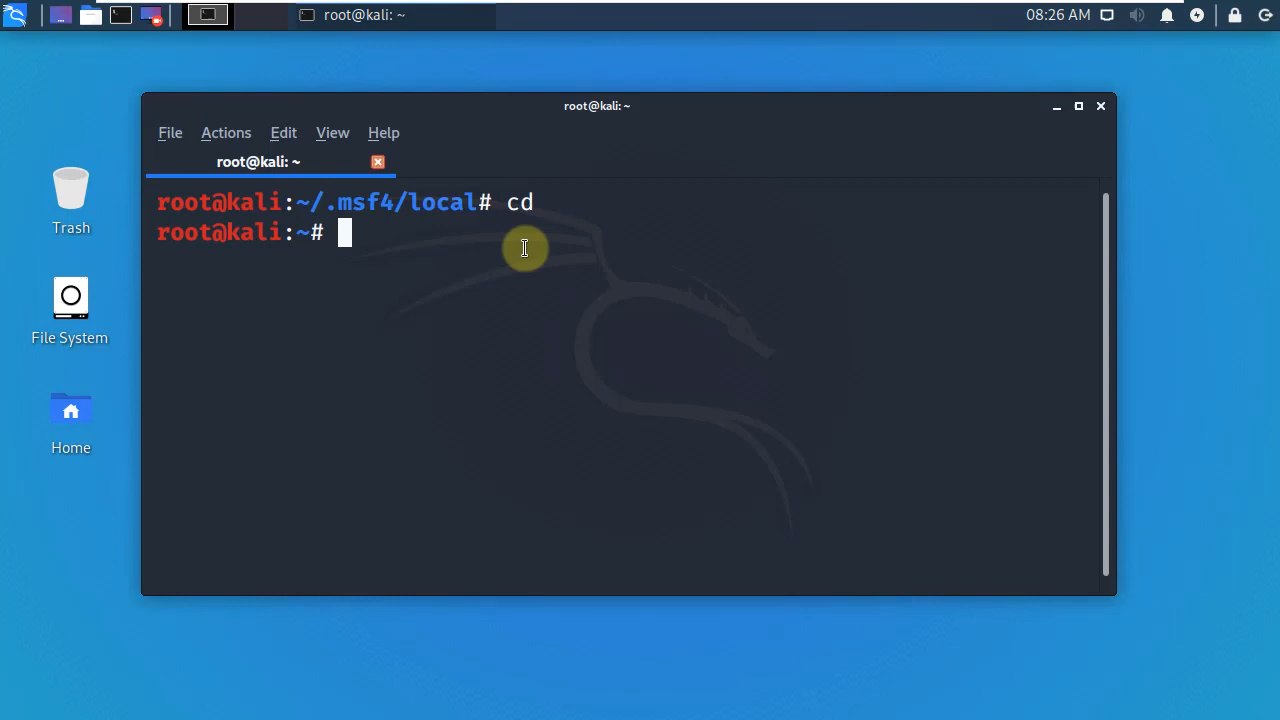 root@kali: ~
08:26 AM
root@kali: ~
File Actions Edit View Help
root@kali: ~
root@kali:~/.msf4/local# cd
root@kali:~#
Trash
File System
Home